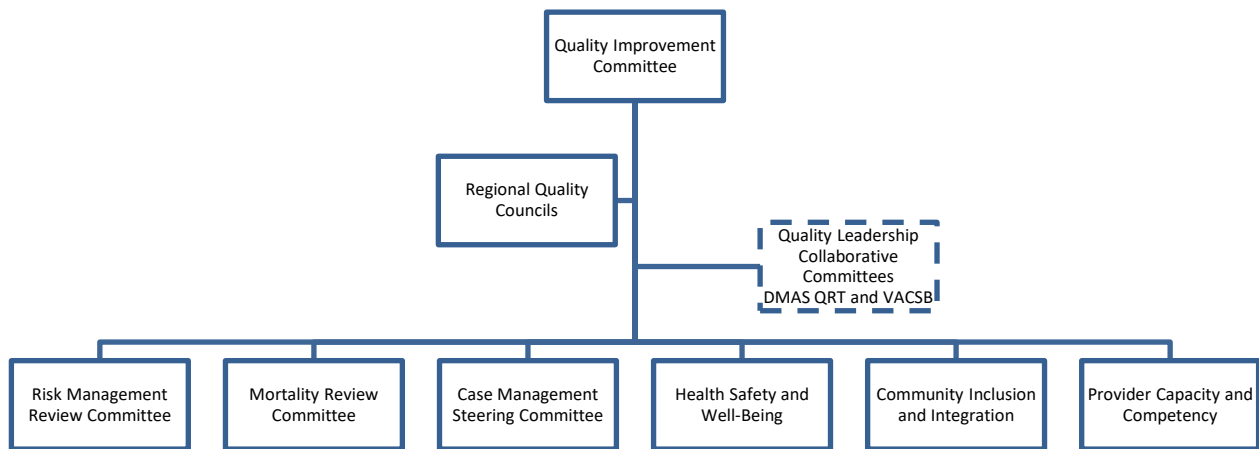 Quality Improvement
Committee
Regional Quality
Councils
Quality Leadership
Collaborative
Committees
DMAS QRT and VACSB
Risk Management
Review Committee
Mortality Review
Committee
Case Management
Steering Committee
Health Safety and
Well-Being
Community Inclusion
and Integration
Provider Capacity and
Competency